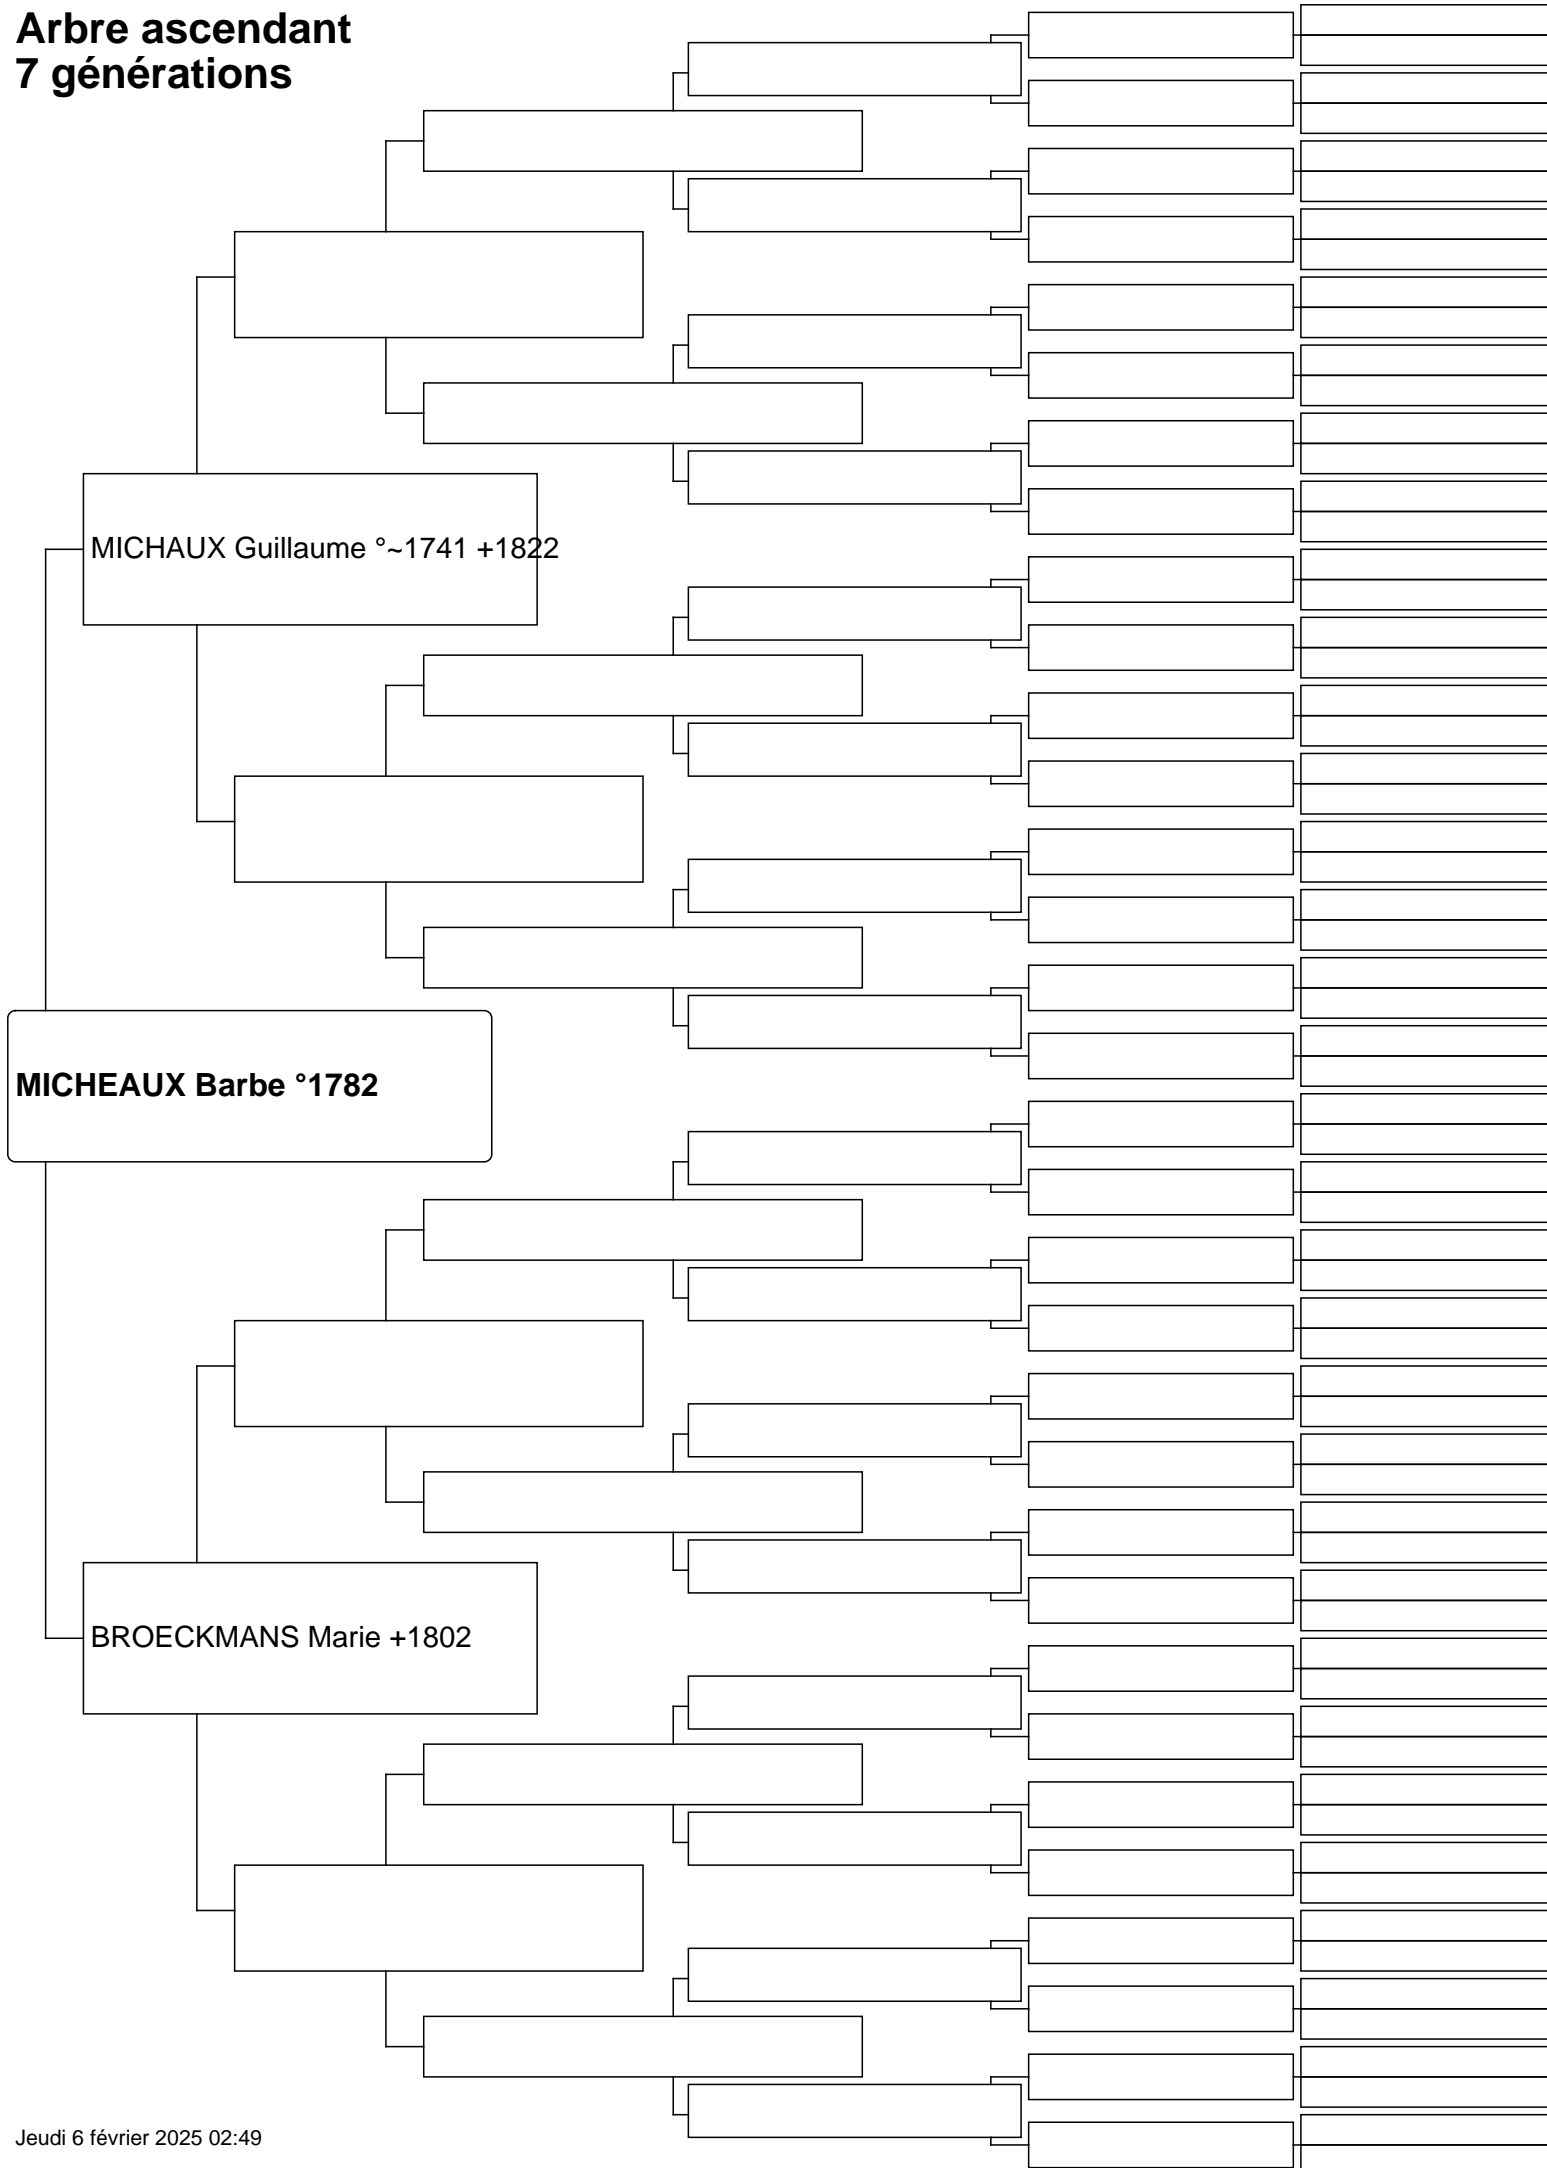 Arbre ascendant
7 générations
MICHAUX Guillaume °~1741 +1822
MICHEAUX Barbe °1782
BROECKMANS Marie +1802
Jeudi 6 février 2025 02:49